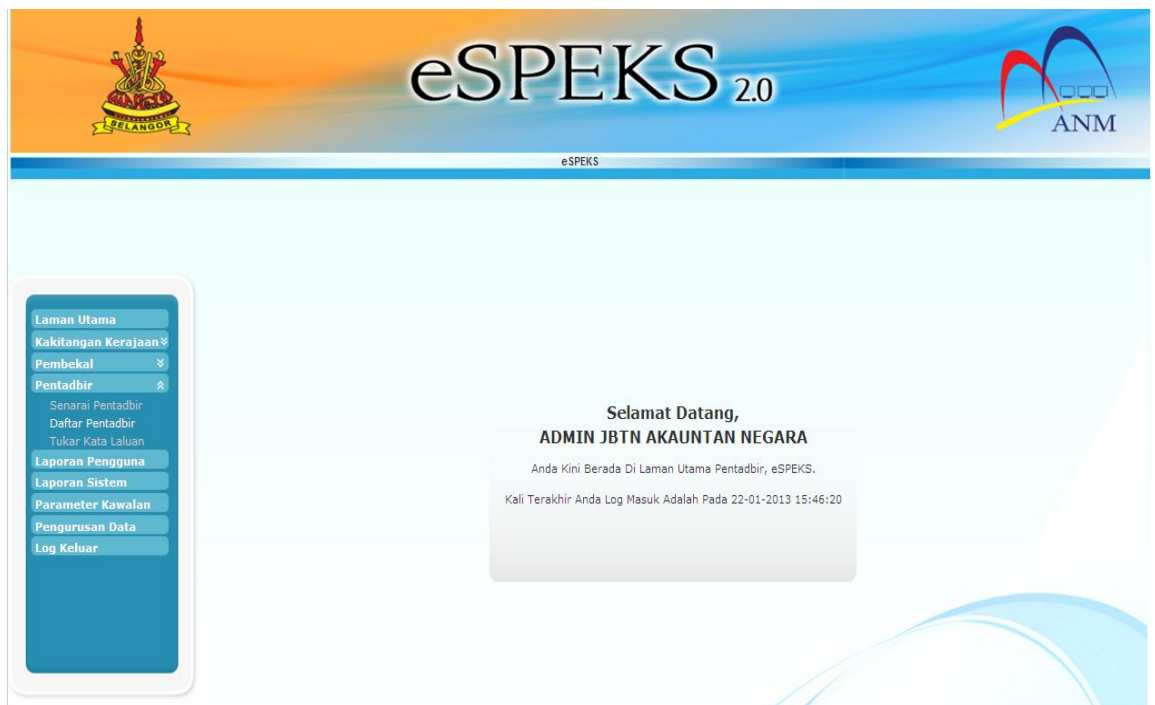 eSPEKS 2.0
SELANGOR
ANM
eSPEKS
Laman Utama
Kakitangan Kerajaan
Pembekal
Pentadbir
Senarai Pentadbir
Daftar Pentadbir
Tukar Kata Laluan
Laporan Pengguna
Laporan Sistem
Parameter Kawalan
Pengurusan Data
Log Keluar
Selamat Datang,
ADMIN JBTN AKAUNTAN NEGARA
Anda Kini Berada Di Laman Utama Pentadbir, eSPEKS.
Kali Terakhir Anda Log Masuk Adalah Pada 22-01-2013 15:46:20